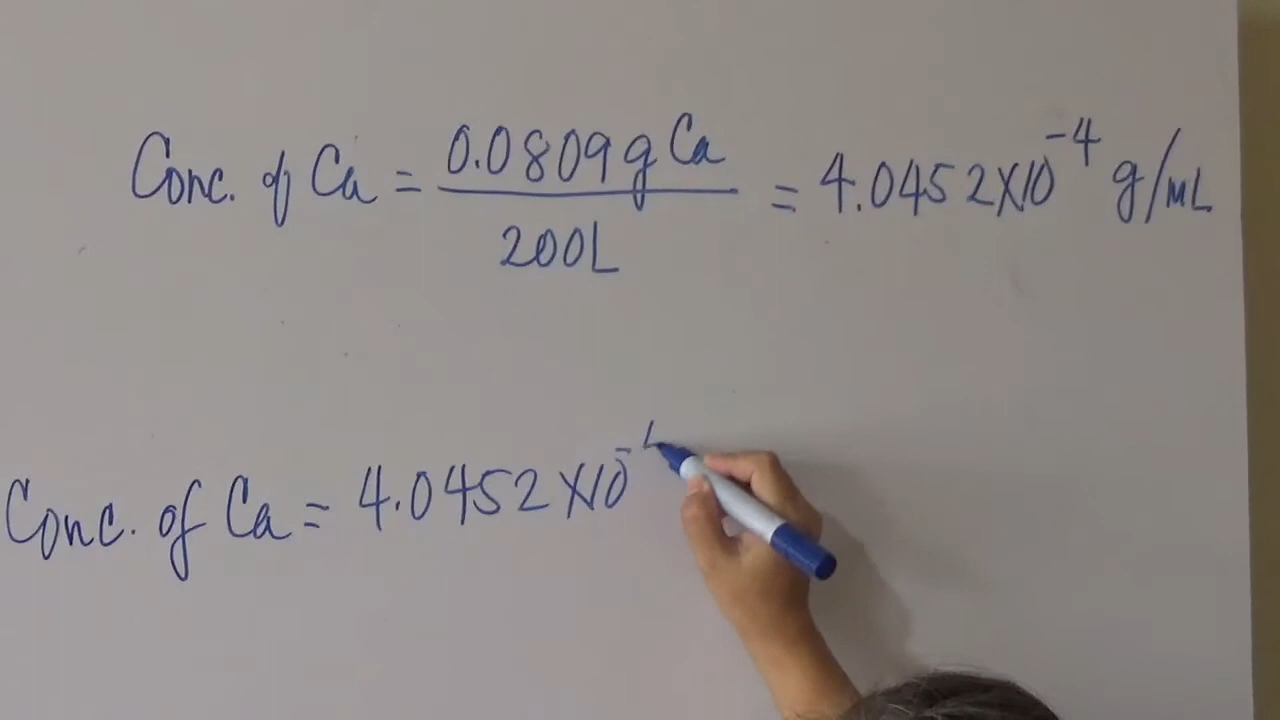 Conc. of Ca = 0.0809 g Ca / 200L = 4.0452X10⁻⁴ g/mL
Conc. of Ca = 4.0452X10⁻